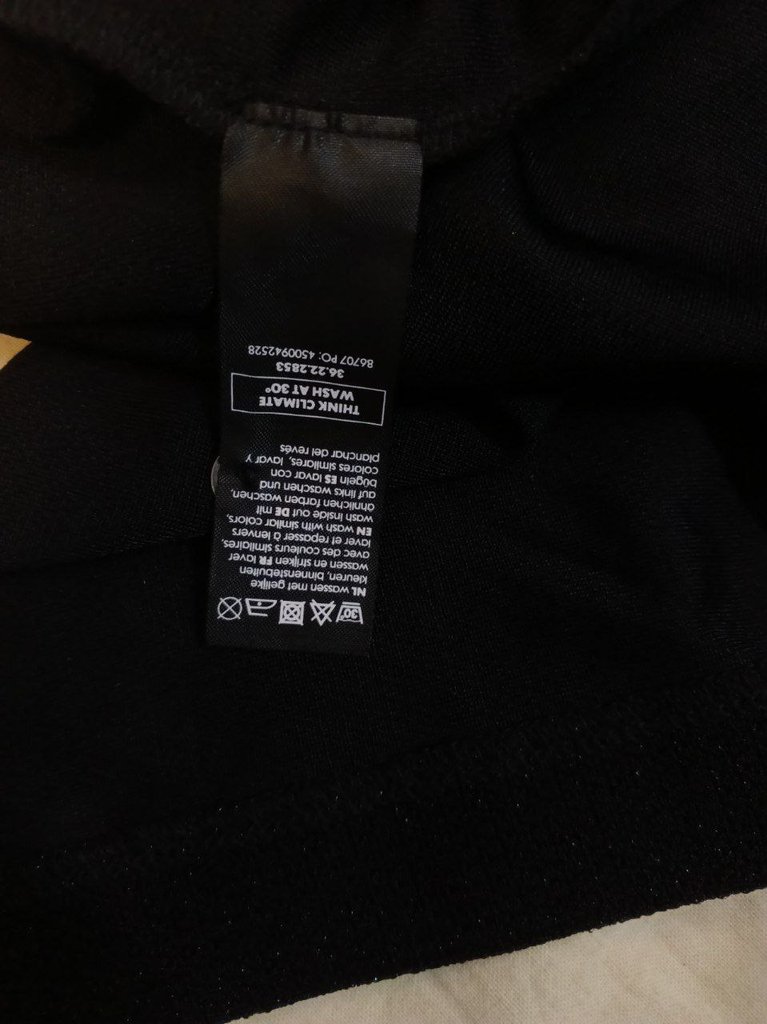 30°
NL wassen met gelijke
kleuren, binnenstebuiten
wassen en strijken FR laver
avec des couleurs similaires,
laver et repasser à lenvers
EN wash with similar colors,
wash inside out DE mit
ähnlichen farben waschen,
auf links waschen und
bügeln ES lavar con
colores similares, lavar y
planchar del revés
THINK CLIMATE
WASH AT 30°
36.22.2853
86707 PO: 4500942528